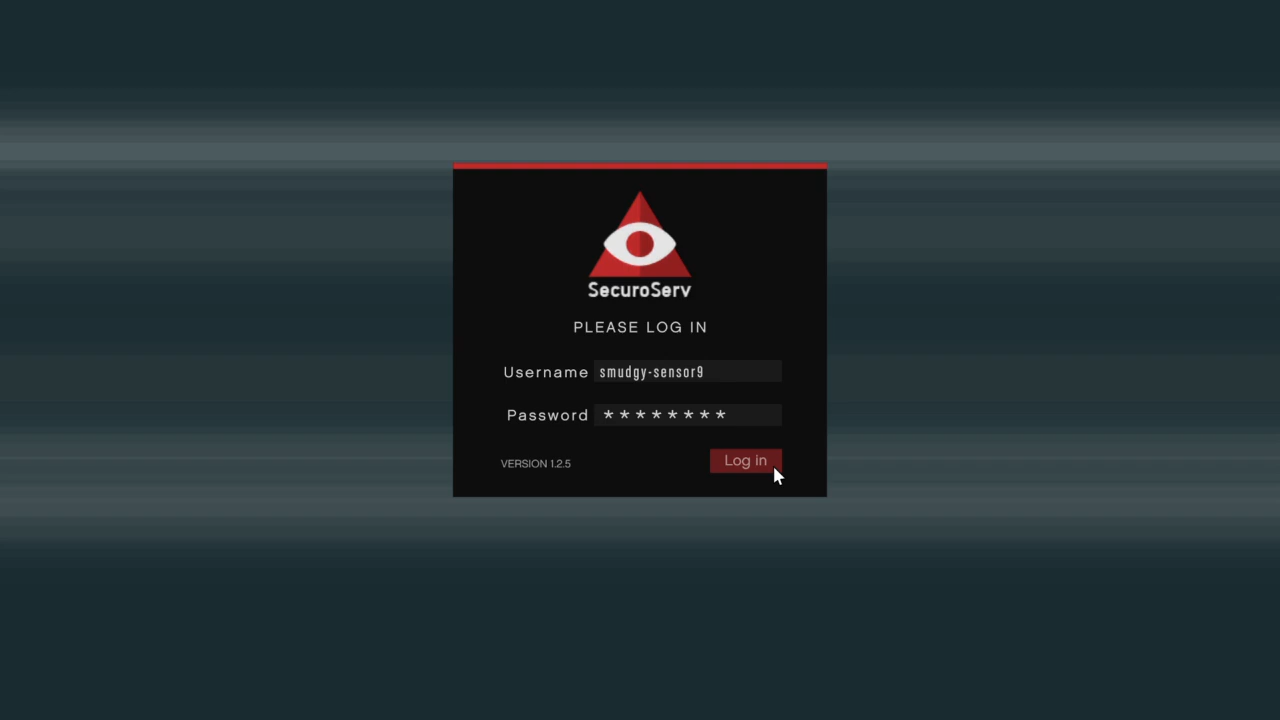 SecuroServ
PLEASE LOG IN
Username smudgy-sensor9
Password ********
VERSION 1.2.5
Log in